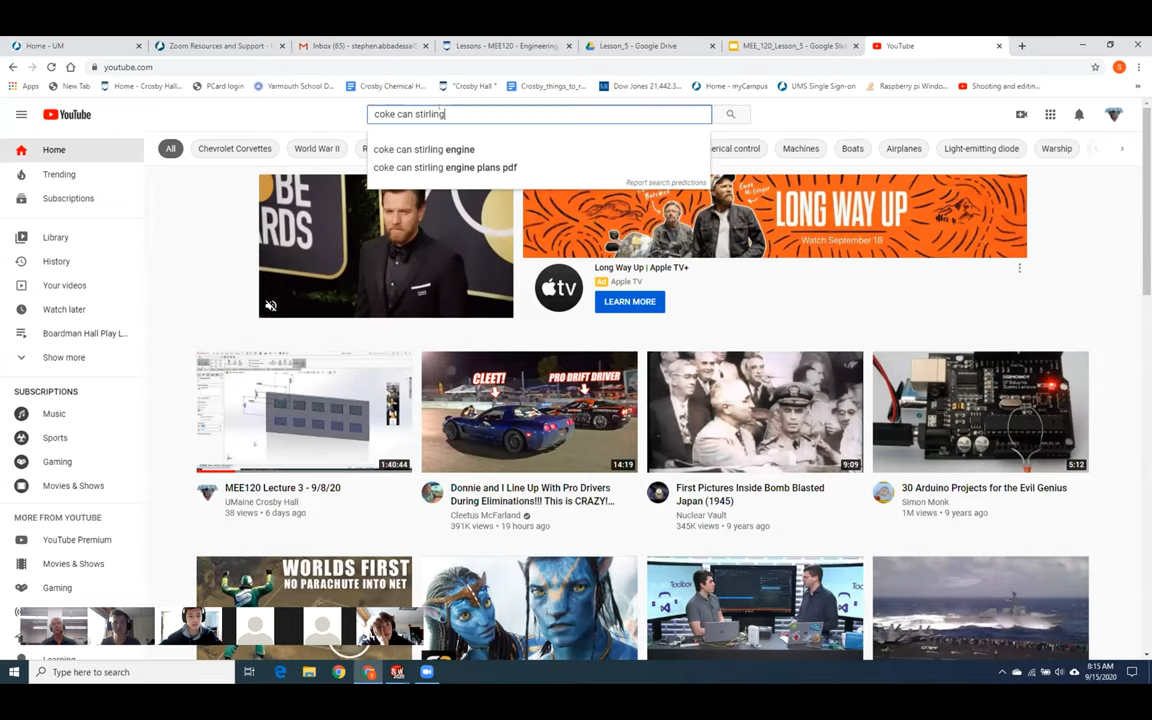 Home - UM
Zoom Resources and Support - U
Inbox (65) - stephen.abbadessa@
Lessons - MEE120 - Engineering
Lesson_5 - Google Drive
MEE_120_Lesson_5 - Google Slid
YouTube
youtube.com
Apps
New Tab
Home - Crosby Hall...
PCard login
Yarmouth School D...
Crosby Chemical H...
"Crosby Hall"
Crosby_things_to_r...
Dow Jones 21,442.3...
Home - myCampus
UMS Single Sign-on
Raspberry pi windo...
Shooting and editin...
YouTube
coke can stirling
coke can stirling engine
coke can stirling engine plans pdf
Report search predictions
Home
Trending
Subscriptions
Library
History
Your videos
Watch later
Boardman Hall Play L...
Show more
SUBSCRIPTIONS
Music
Sports
Gaming
Movies & Shows
MORE FROM YOUTUBE
YouTube Premium
Movies & Shows
Gaming
All
Chevrolet Corvettes
World War II
erical control
Machines
Boats
Airplanes
Light-emitting diode
Warship
BE
ARDS
LONG WAY UP
Watch September 18
tv
Long Way Up | Apple TV+
Ad Apple TV
LEARN MORE
1:40:44
MEE120 Lecture 3 - 9/8/20
UMaine Crosby Hall
38 views • 6 days ago
CLEET!
PRO DRIFT DRIVER
14:19
Donnie and I Line Up With Pro Drivers
During Eliminations!!! This is CRAZY!...
Cleetus McFarland
391K views • 19 hours ago
9:09
First Pictures Inside Bomb Blasted
Japan (1945)
Nuclear Vault
345K views • 9 years ago
5:12
30 Arduino Projects for the Evil Genius
Simon Monk
1M views • 9 years ago
WORLDS FIRST
NO PARACHUTE INTO NET
Toolbox
Type here to search
8:15 AM
9/15/2020